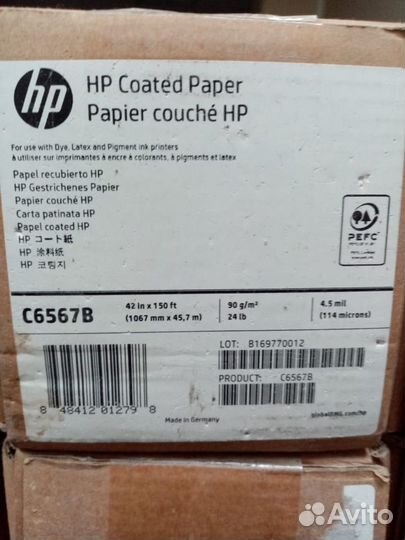 hp
HP Coated Paper
Papier couché HP
For use with Dye, Latex and Pigment ink printers
à utiliser sur imprimantes à encre à colorants, à pigments et latex
Papel recubierto HP
HP Gestrichenes Papier
Papier couché HP
Carta patinata HP
Papel coated HP
HP コート紙
HP 涂料纸
HP 코팅지
PEFC
C6567B
42 in x 150 ft
(1067 mm x 45,7 m)
90 g/m²
24 lb
4.5 mil
(114 microns)
LOT: B169770012
PRODUCT: C6567B
8 48412 01279 8
Made in Germany
globalBMG.com/hp
Avito